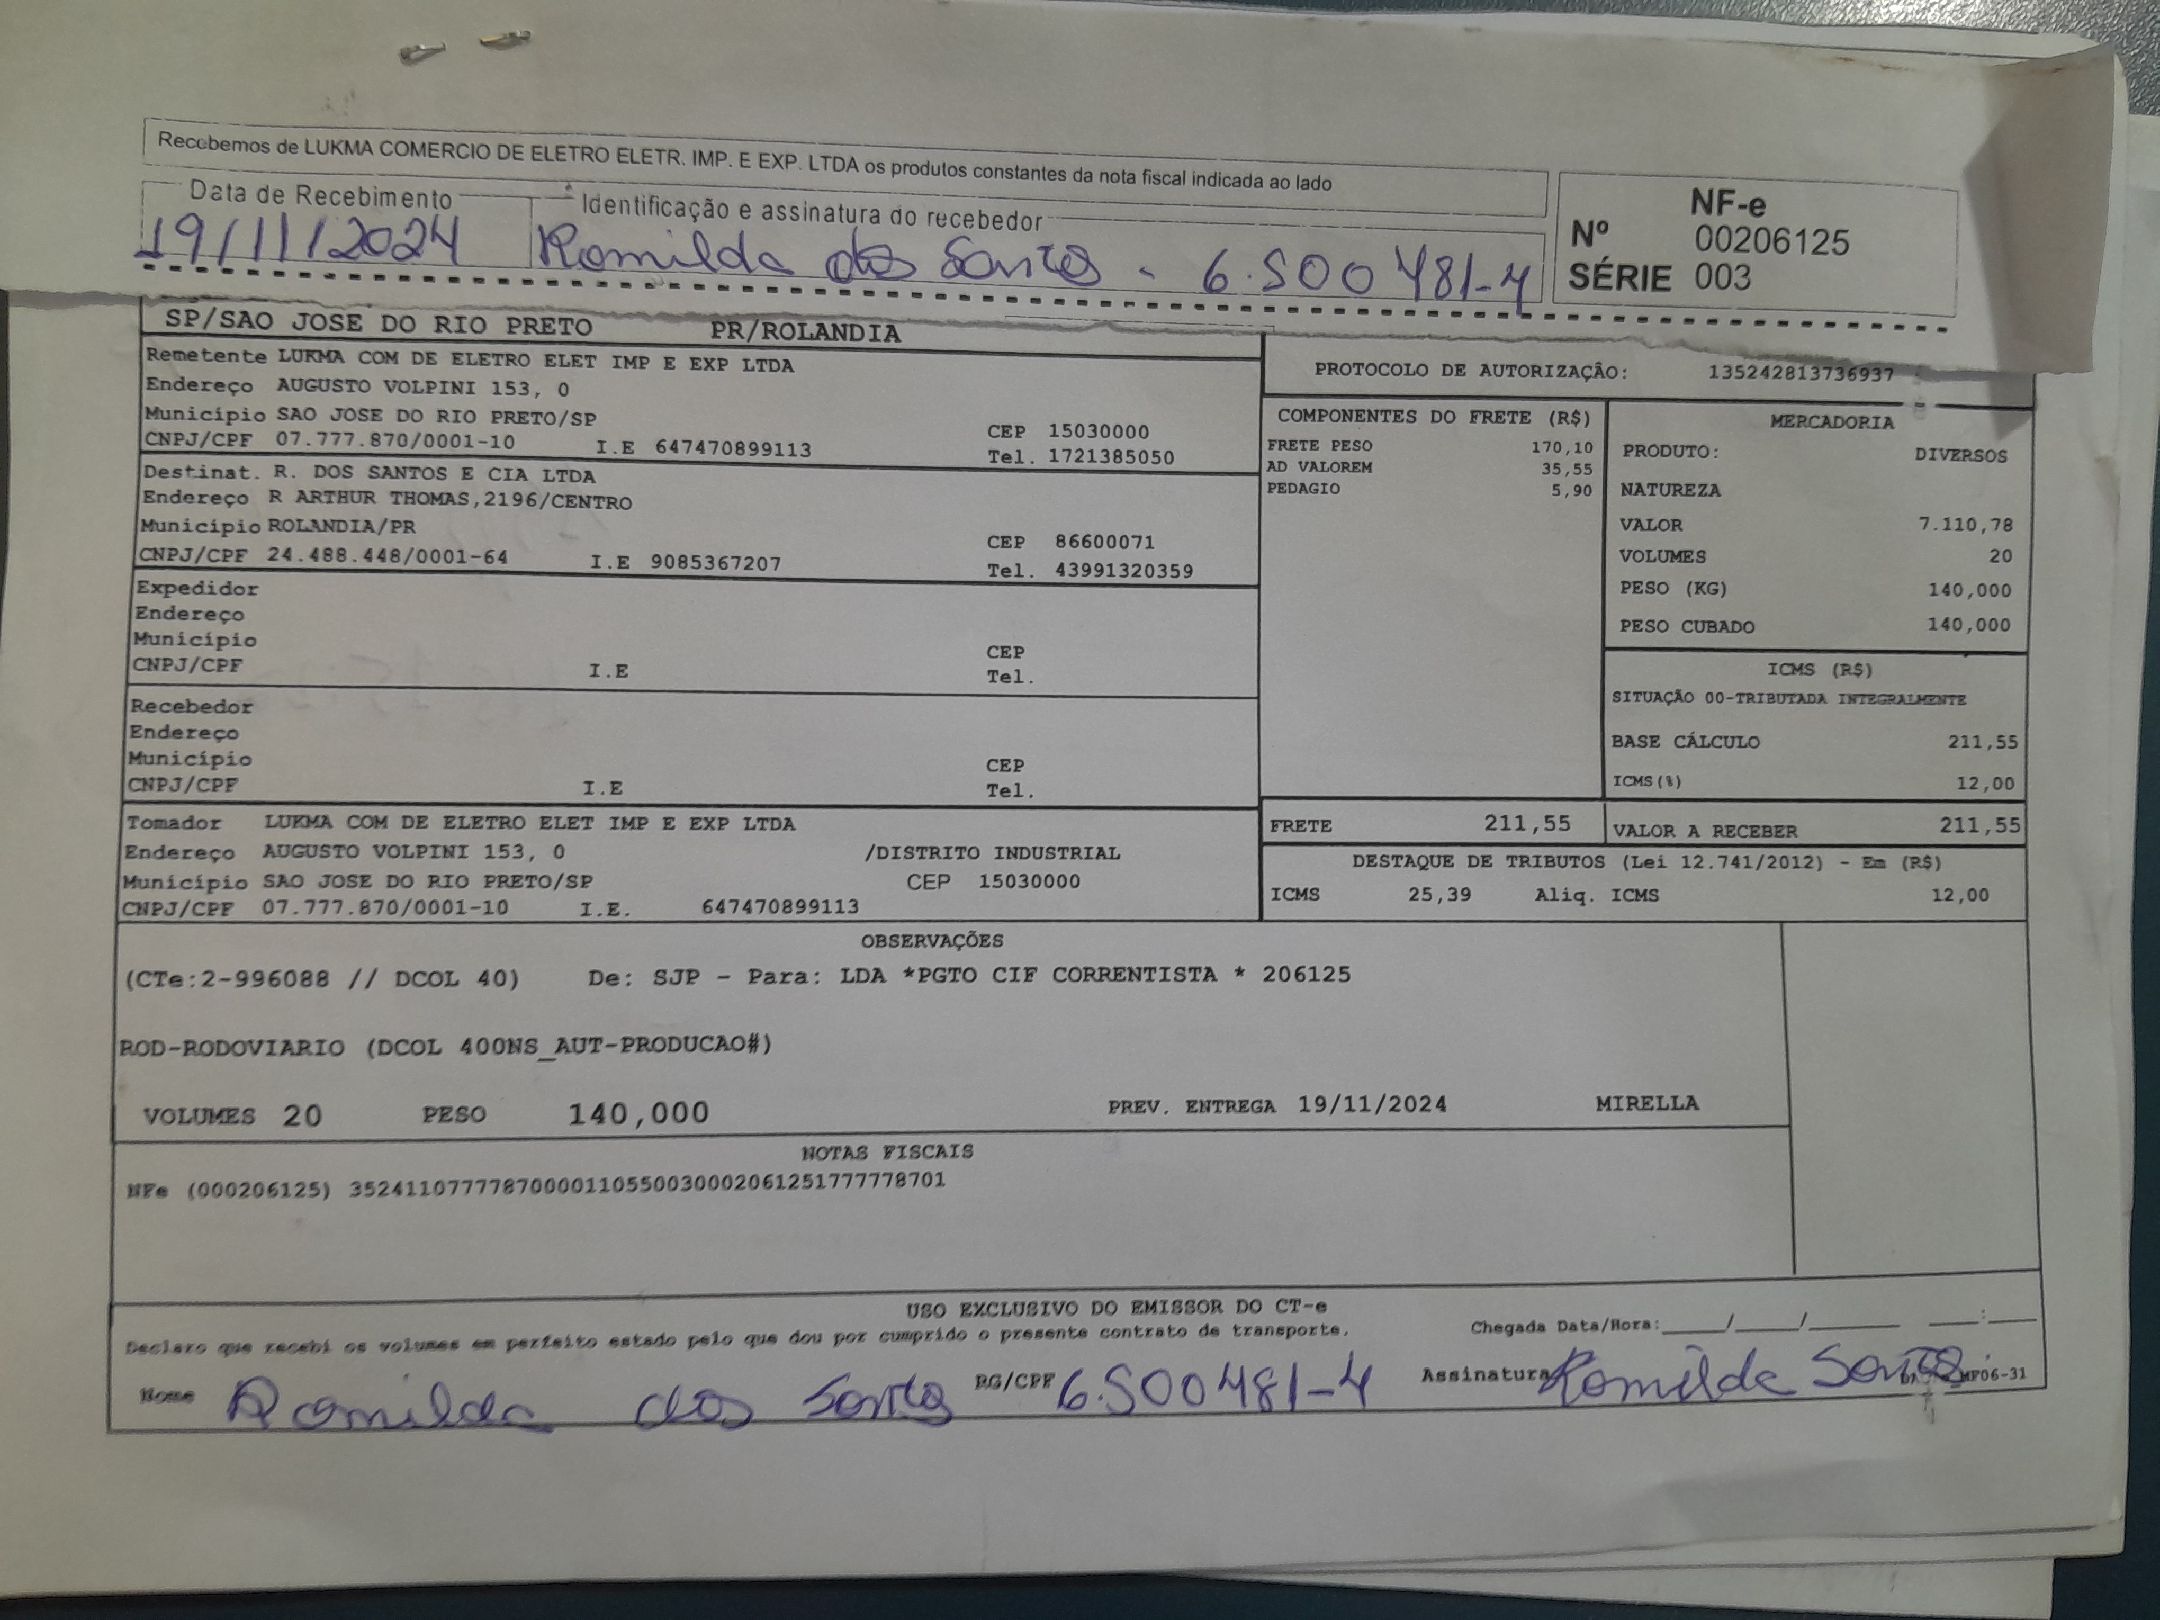 Recebemos de LUKMA COMERCIO DE ELETRO ELETR. IMP. E EXP. LTDA os produtos constantes da nota fiscal indicada ao lado
Data de Recebimento Identificação e assinatura do recebedor
19/11/2024 Romilda dos Santos - 6.500481-4
NF-e
Nº 00206125
SÉRIE 003
SP/SAO JOSE DO RIO PRETO PR/ROLANDIA
Remetente LUKMA COM DE ELETRO ELET IMP E EXP LTDA
Endereço AUGUSTO VOLPINI 153, 0
Município SAO JOSE DO RIO PRETO/SP CEP 15030000
CNPJ/CPF 07.777.870/0001-10 I.E 647470899113 Tel. 1721385050
Destinat. R. DOS SANTOS E CIA LTDA
Endereço R ARTHUR THOMAS,2196/CENTRO
Município ROLANDIA/PR CEP 86600071
CNPJ/CPF 24.488.448/0001-64 I.E 9085367207 Tel. 43991320359
Expedidor
Endereço
Município CEP
CNPJ/CPF I.E Tel.
Recebedor
Endereço
Município CEP
CNPJ/CPF I.E Tel.
Tomador LUKMA COM DE ELETRO ELET IMP E EXP LTDA
Endereço AUGUSTO VOLPINI 153, 0 /DISTRITO INDUSTRIAL
Município SAO JOSE DO RIO PRETO/SP CEP 15030000
CNPJ/CPF 07.777.870/0001-10 I.E. 647470899113
PROTOCOLO DE AUTORIZAÇÂO: 135242813736937
COMPONENTES DO FRETE (R$)
FRETE PESO 170,10
AD VALOREM 35,55
PEDAGIO 5,90
MERCADORIA
PRODUTO: DIVERSOS
NATUREZA
VALOR 7.110,78
VOLUMES 20
PESO (KG) 140,000
PESO CUBADO 140,000
ICMS (R$)
SITUAÇÃO 00-TRIBUTADA INTEGRALMENTE
BASE CÁLCULO 211,55
ICMS(%) 12,00
FRETE 211,55 VALOR A RECEBER 211,55
DESTAQUE DE TRIBUTOS (Lei 12.741/2012) - Em (R$)
ICMS 25,39 Aliq. ICMS 12,00
OBSERVAÇÕES
(CTe:2-996088 // DCOL 40) De: SJP - Para: LDA *PGTO CIF CORRENTISTA * 206125
ROD-RODOVIARIO (DCOL 400NS_AUT-PRODUCAO#)
VOLUMES 20 PESO 140,000 PREV. ENTREGA 19/11/2024 MIRELLA
NOTAS FISCAIS
NFe (000206125) 35241107777870000110550030002061251777778701
USO EXCLUSIVO DO EMISSOR DO CT-e
Declaro que recebi os volumes em perfeito estado pelo que dou por cumprido o presente contrato de transporte. Chegada Data/Hora:____/____/______ ___:___
Nome Romilda dos Santos RG/CPF 6.500481-4 Assinatura Romilda Santos MF06-31